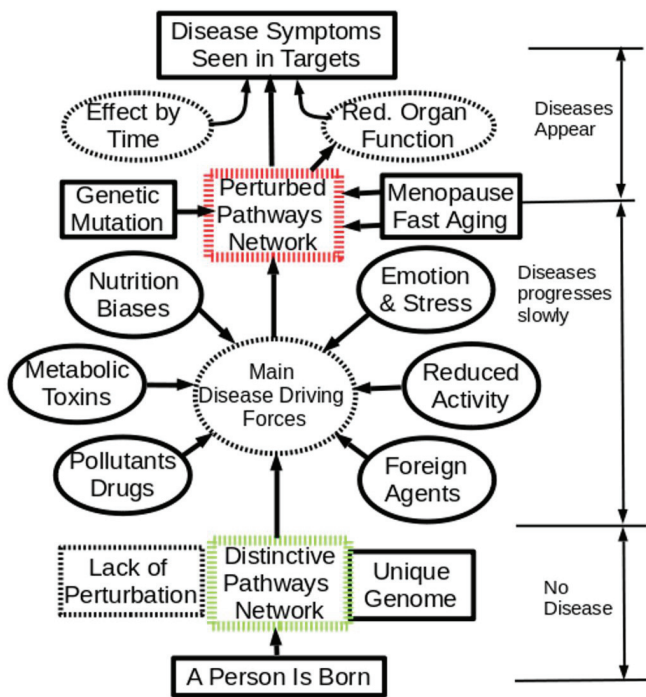 Disease Symptoms
Seen in Targets
Effect by
Time
Red. Organ
Function
Diseases
Appear
Genetic
Mutation
Perturbed
Pathways
Network
Menopause
Fast Aging
Nutrition
Biases
Emotion
& Stress
Diseases
progresses
slowly
Metabolic
Toxins
Main
Disease Driving
Forces
Reduced
Activity
Pollutants
Drugs
Foreign
Agents
Lack of
Perturbation
Distinctive
Pathways
Network
Unique
Genome
No
Disease
A Person Is Born